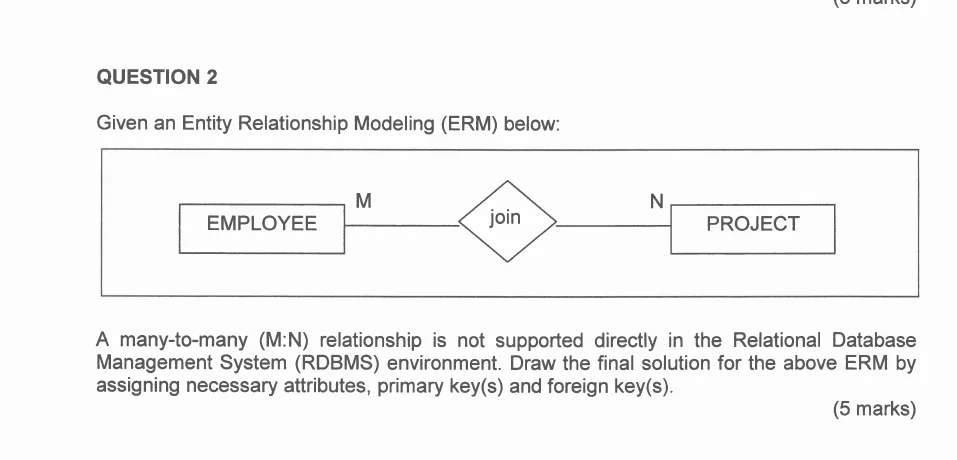 QUESTION 2
Given an Entity Relationship Modeling (ERM) below:
M N
EMPLOYEE join PROJECT
A many-to-many (M:N) relationship is not supported directly in the Relational Database
Management System (RDBMS) environment. Draw the final solution for the above ERM by
assigning necessary attributes, primary key(s) and foreign key(s).
(5 marks)